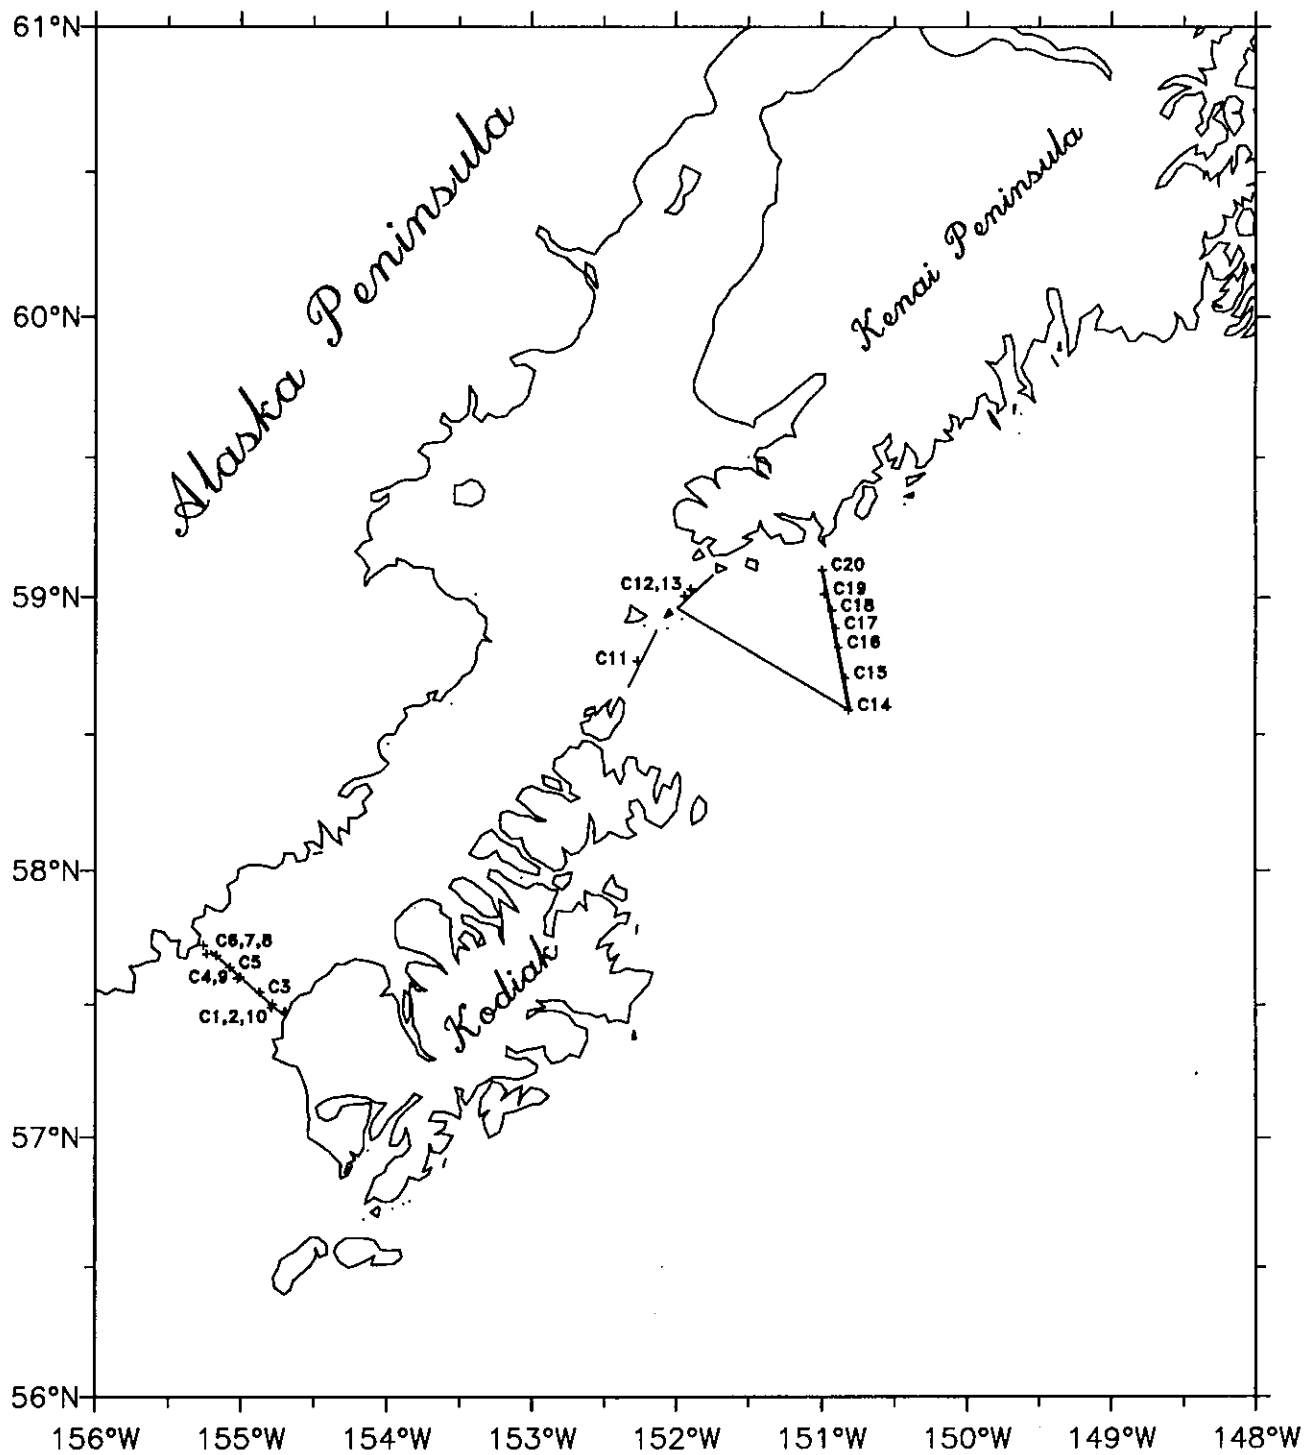 61°N
Alaska Peninsula
Kenai Peninsula
60°N
C20
C12,13
C19
59°N
C18
C17
C16
C11
C15
C14
58°N
C6,7,8
C5
C4,9
C3
C1,2,10
Kodiak
57°N
56°N
156°W 155°W 154°W 153°W 152°W 151°W 150°W 149°W 148°W